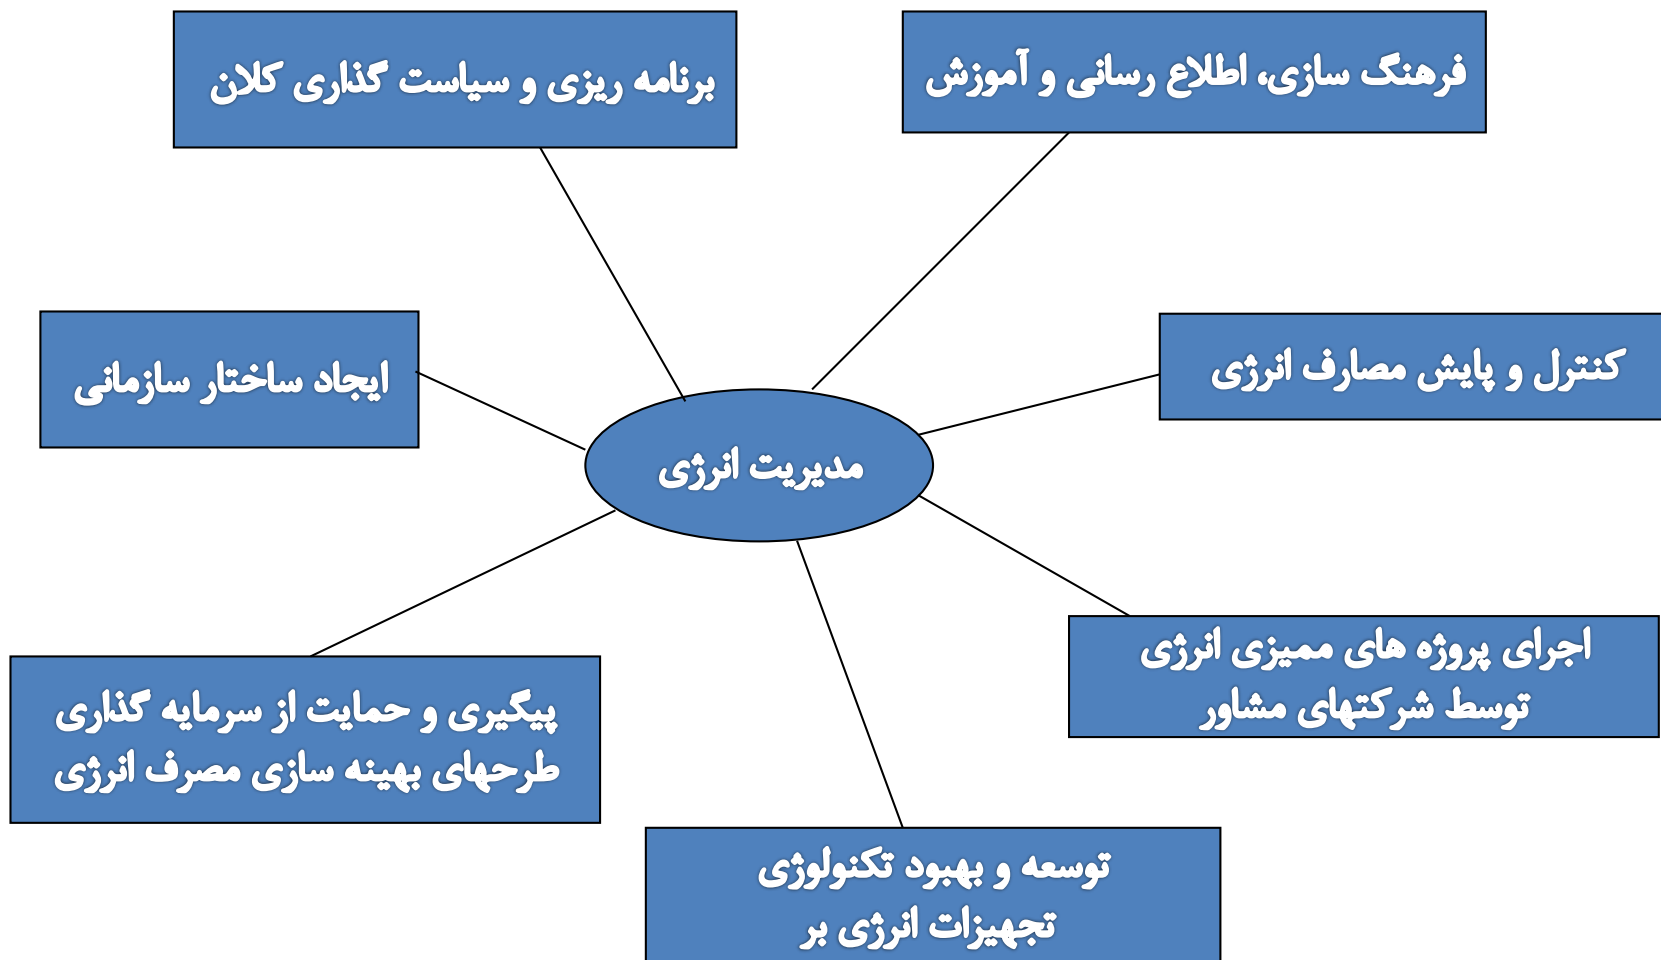 فرهنگ سازی، اطلاع رسانی و آموزش
برنامه ریزی و سیاست گذاری کلان
کنترل و پایش مصارف انرژی
ایجاد ساختار سازمانی
مدیریت انرژی
اجرای پروژه های ممیزی انرژی
توسط شرکتهای مشاور
پیگیری و حمایت از سرمایه گذاری
طرحهای بهینه سازی مصرف انرژی
توسعه و بهبود تکنولوژی
تجهیزات انرژی بر